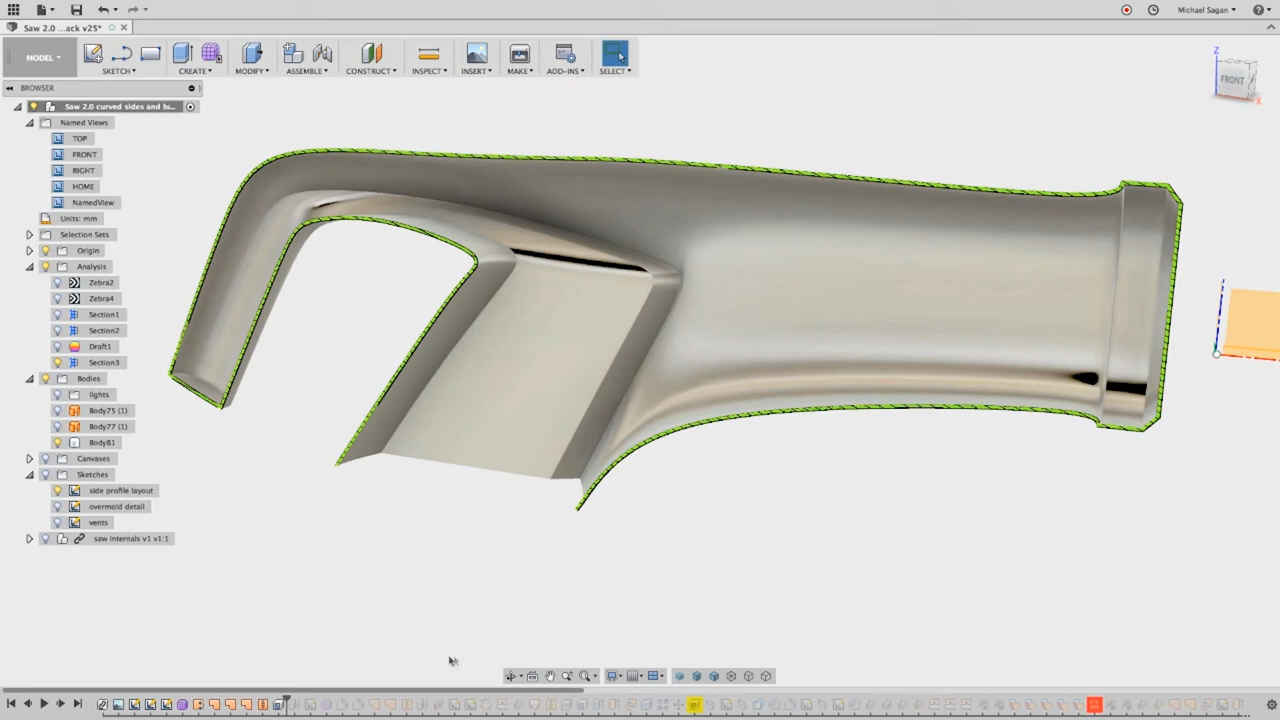 Michael Sagan
Saw 2.0 ...ack v25*
MODEL
SKETCH
CREATE
MODIFY
ASSEMBLE
CONSTRUCT
INSPECT
INSERT
MAKE
ADD-INS
SELECT
BROWSER
Z
FRONT
X
Saw 2.0 curved sides and ba...
Named Views
TOP
FRONT
RIGHT
HOME
NamedView
Units: mm
Selection Sets
Origin
Analysis
Zebra2
Zebra4
Section1
Section2
Draft1
Section3
Bodies
lights
Body75 (1)
Body77 (1)
Body81
Canvases
Sketches
side profile layout
overmold detail
vents
saw internals v1 v1:1